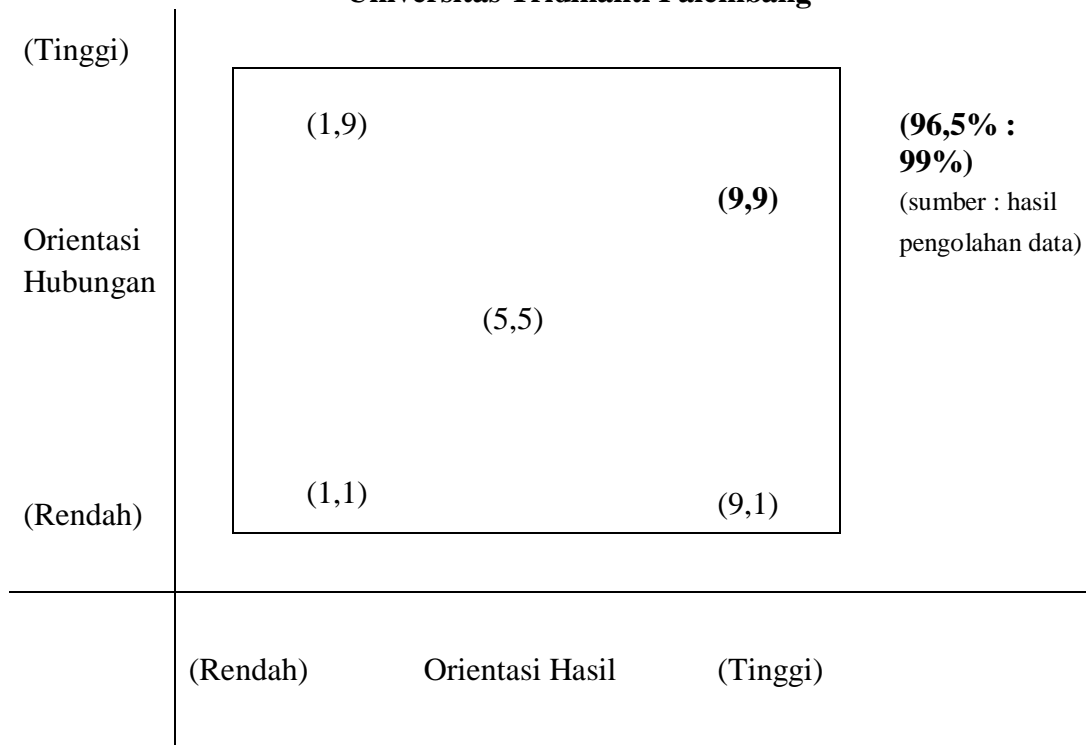 (Tinggi)
(1,9)
(96,5% :
99%)
(9,9)
(sumber : hasil
Orientasi
pengolahan data)
Hubungan
(5,5)
(1,1)
(9,1)
(Rendah)
(Rendah) Orientasi Hasil (Tinggi)